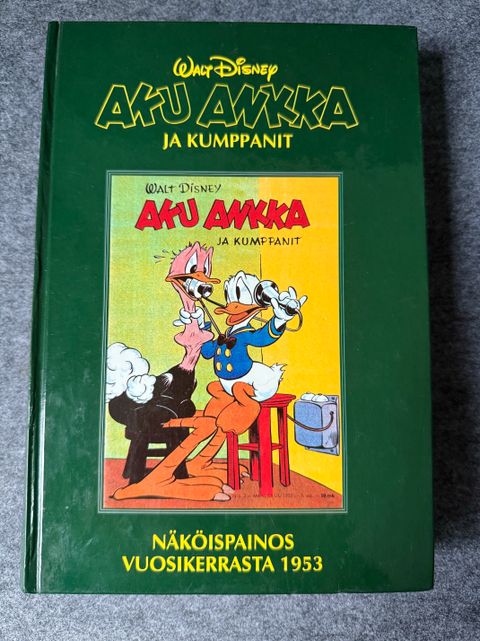 WALT DISNEY
AKU ANKKA
JA KUMPPANIT
WALT DISNEY
AKU ANKKA
JA KUMPPANIT
NÄKÖISPAINOS
VUOSIKERRASTA 1953